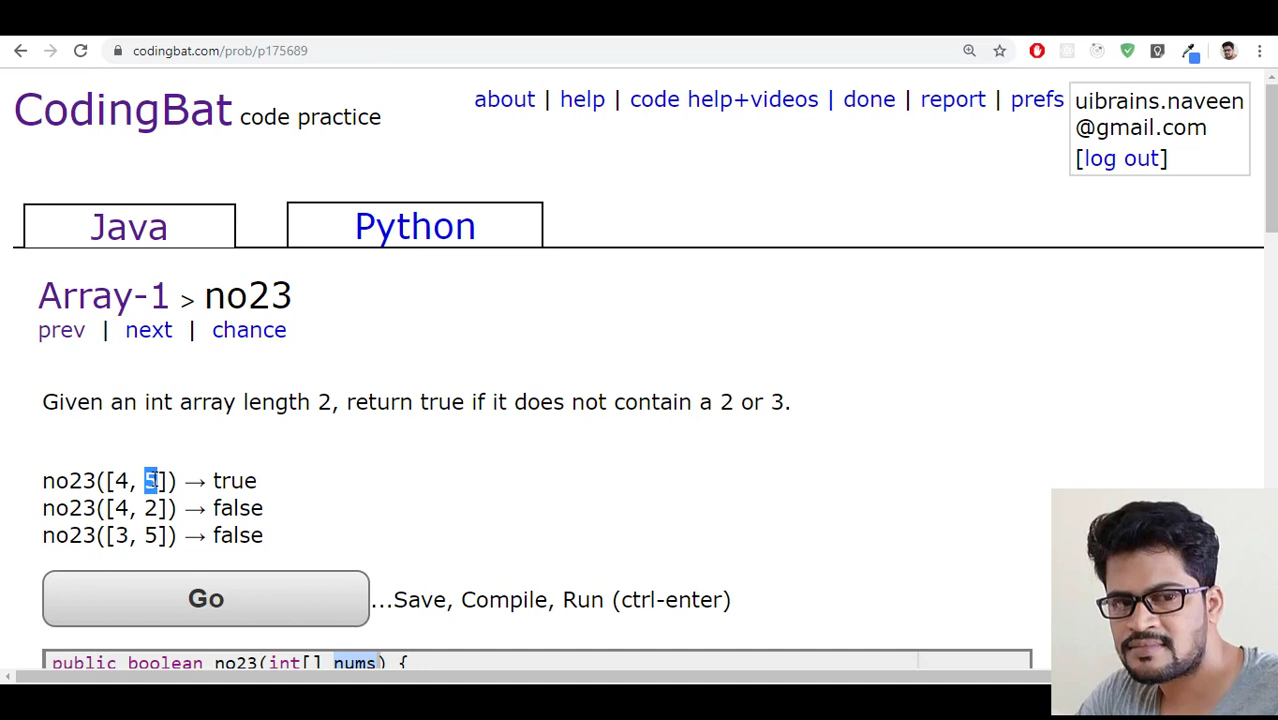 codingbat.com/prob/p175689
CodingBat code practice
about | help | code help+videos | done | report | prefs
uibrains.naveen
@gmail.com
[log out]
Java
Python
Array-1 > no23
prev | next | chance
Given an int array length 2, return true if it does not contain a 2 or 3.
no23([4, 5]) → true
no23([4, 2]) → false
no23([3, 5]) → false
Go ...Save, Compile, Run (ctrl-enter)
public boolean no23(int[] nums) {